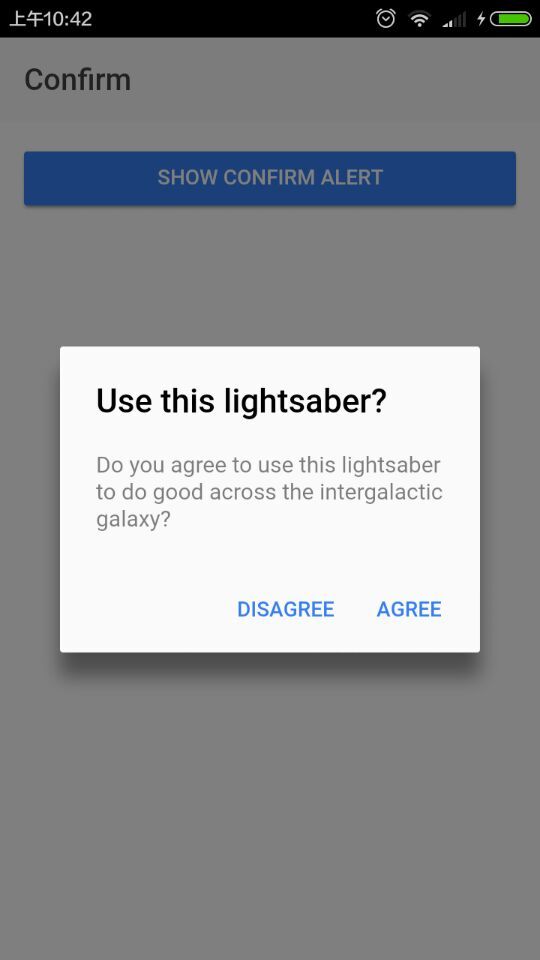 上午10:42
Confirm
SHOW CONFIRM ALERT
Use this lightsaber?
Do you agree to use this lightsaber
to do good across the intergalactic
galaxy?
DISAGREE AGREE